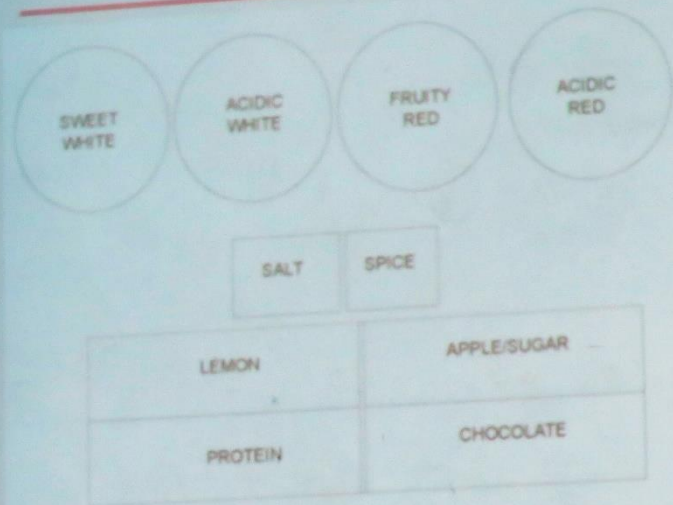 SWEET
WHITE
ACIDIC
WHITE
FRUITY
RED
ACIDIC
RED
SALT
SPICE
LEMON
APPLE/SUGAR
PROTEIN
CHOCOLATE